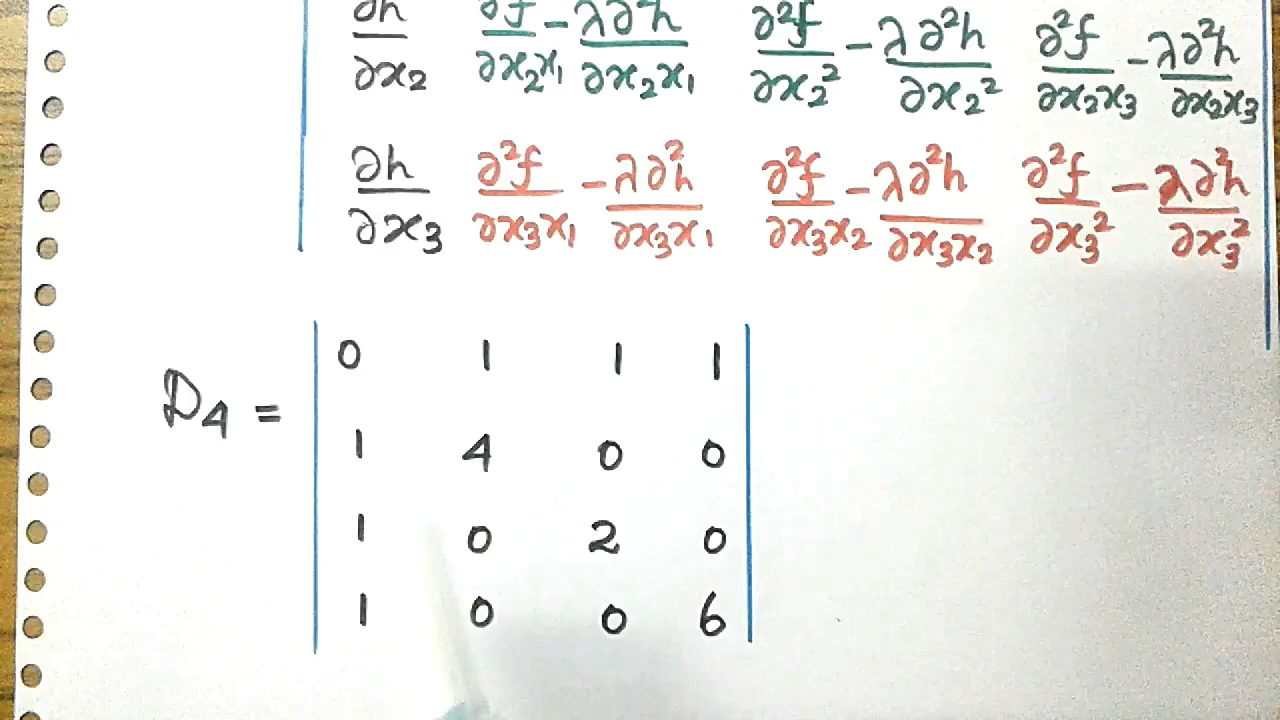 ∂h/∂x₂ ∂²f/∂x₂x₁ − λ∂²h/∂x₂x₁ ∂²f/∂x₂² − λ∂²h/∂x₂² ∂²f/∂x₂x₃ − λ∂²h/∂x₂x₃
∂h/∂x₃ ∂²f/∂x₃x₁ − λ∂²h/∂x₃x₁ ∂²f/∂x₃x₂ − λ∂²h/∂x₃x₂ ∂²f/∂x₃² − λ∂²h/∂x₃²
0 1 1 1
D₄ =
1 4 0 0
1 0 2 0
1 0 0 6